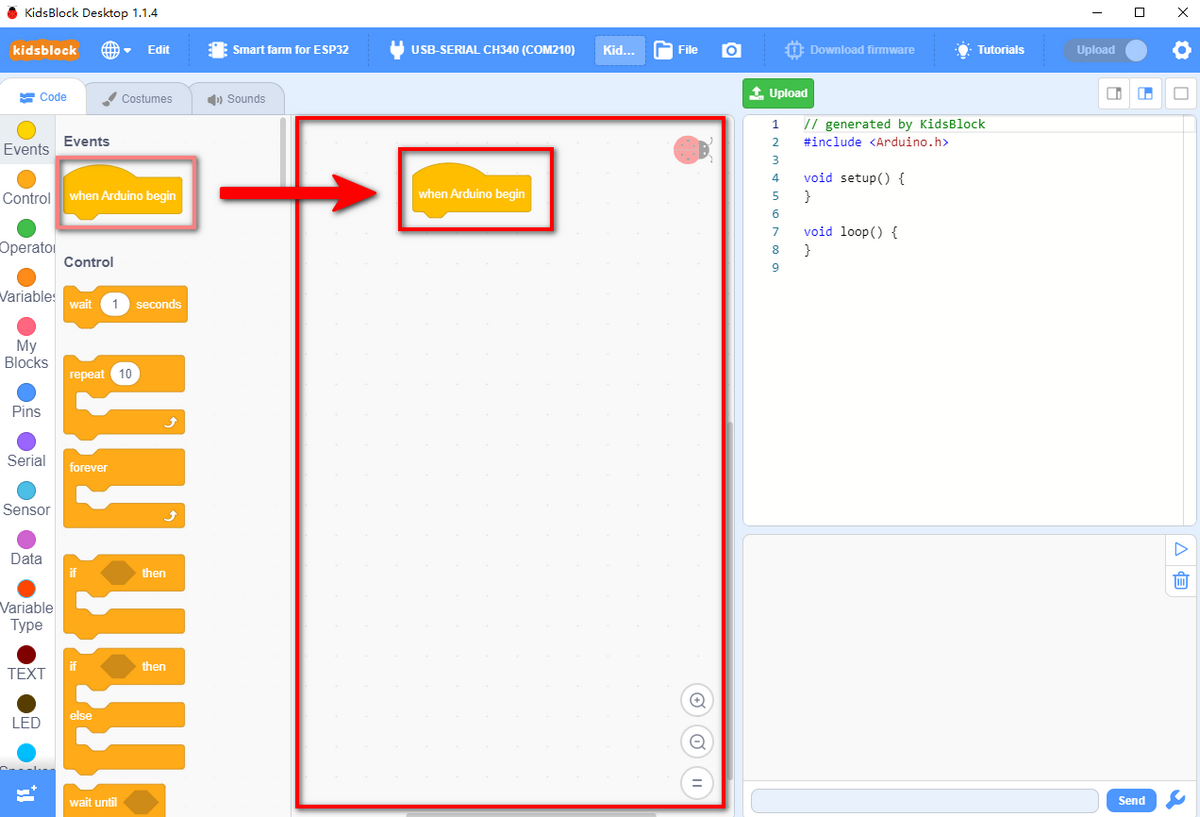 KidsBlock Desktop 1.1.4
kidsblock
Edit
Smart farm for ESP32
USB-SERIAL CH340 (COM210)
Kid...
File
Download firmware
Tutorials
Upload
Code
Costumes
Sounds
Upload
Events
Control
Operator
Variables
My
Blocks
Pins
Serial
Sensor
Data
Variable
Type
TEXT
LED
Events
when Arduino begin
Control
wait 1 seconds
repeat 10
forever
if then
if then
else
wait until
when Arduino begin
1 // generated by KidsBlock
2 #include <Arduino.h>
3
4 void setup() {
5 }
6
7 void loop() {
8 }
9
Send